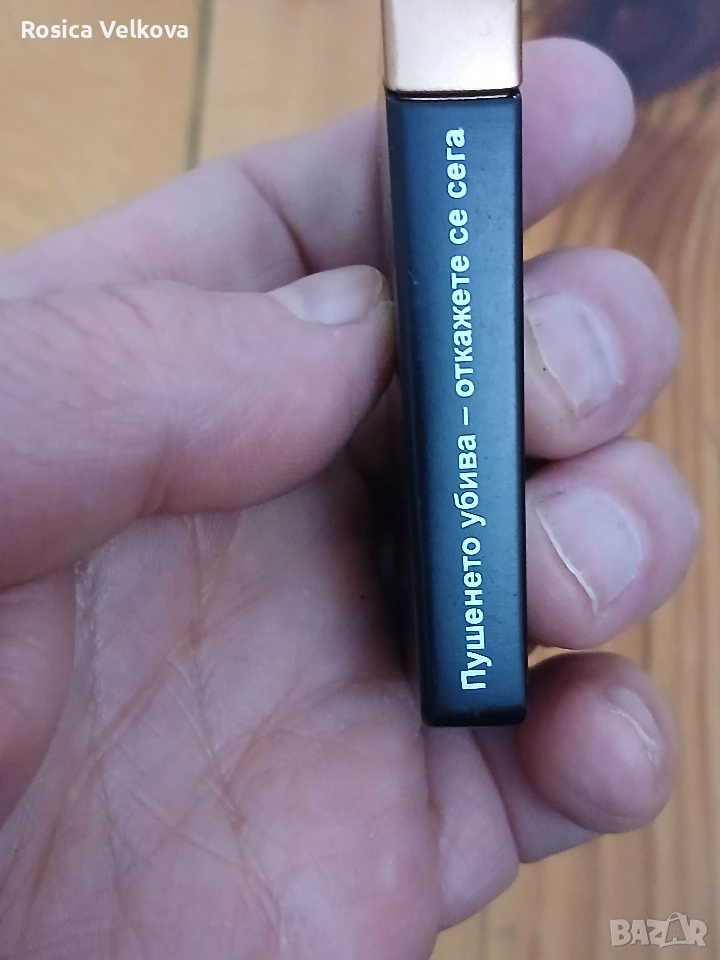 Rosica Velkova
Пушенето убива – откажете се сега
BAZAR